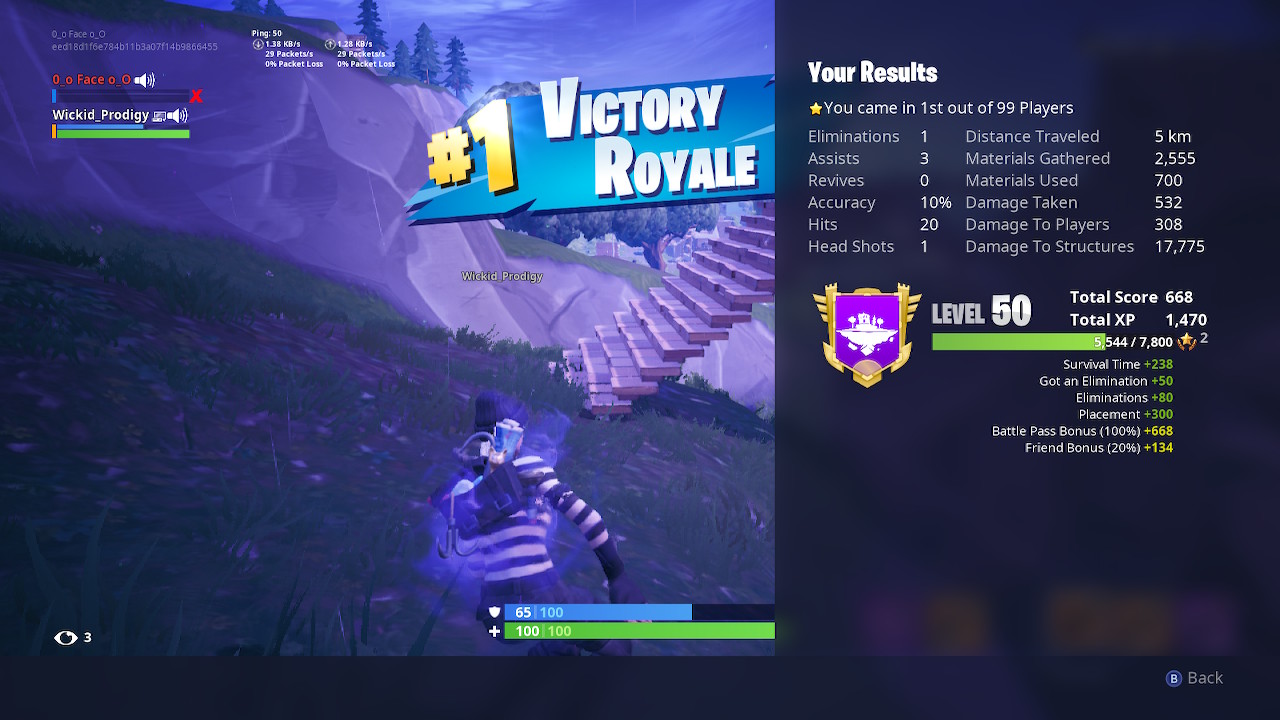 0_o Face o_O
eed18d1f6e784b11b3a07f14b9866455
Ping: 50
1.38 KB/s 1.28 KB/s
29 Packets/s 29 Packets/s
0% Packet Loss 0% Packet Loss
0_o Face o_O
X
Wickid_Prodigy
#1 VICTORY
ROYALE
Wickid_Prodigy
65 | 100
100 | 100
3
Your Results
You came in 1st out of 99 Players
Eliminations 1 Distance Traveled 5 km
Assists 3 Materials Gathered 2,555
Revives 0 Materials Used 700
Accuracy 10% Damage Taken 532
Hits 20 Damage To Players 308
Head Shots 1 Damage To Structures 17,775
LEVEL 50
Total Score 668
Total XP 1,470
5,544 / 7,800 2
Survival Time +238
Got an Elimination +50
Eliminations +80
Placement +300
Battle Pass Bonus (100%) +668
Friend Bonus (20%) +134
B Back